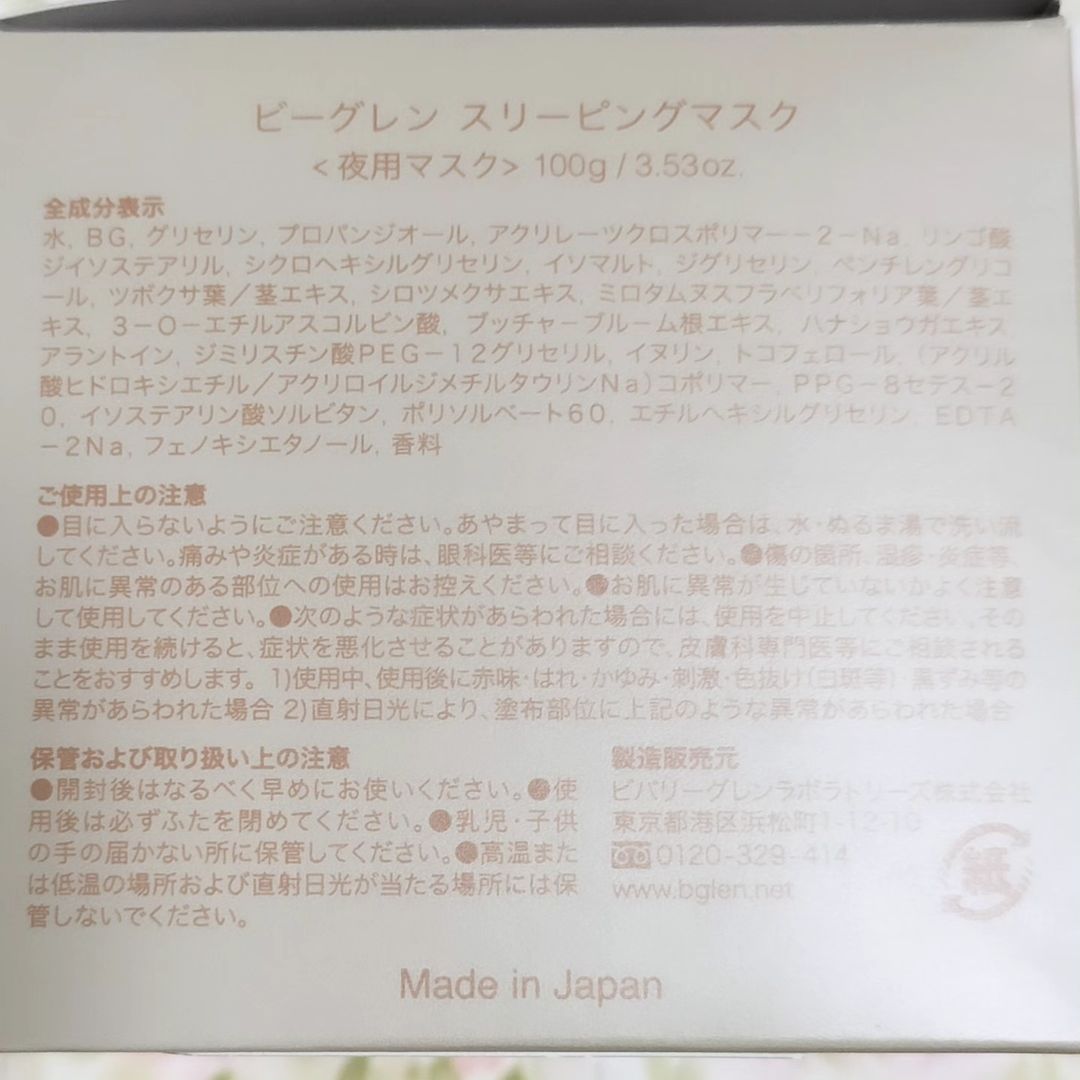 ビーグレン スリーピングマスク
<夜用マスク> 100g / 3.53oz.
全成分表示
水, BG, グリセリン, プロパンジオール, アクリレーツクロスポリマー－2－Na, リンゴ酸
ジイソステアリル, シクロヘキシルグリセリン, イソマルト, ジグリセリン, ペンチレングリコ
ール, ツボクサ葉／茎エキス, シロツメクサエキス, ミロタムヌスフラベリフォリア葉／茎エ
キス, 3－O－エチルアスコルビン酸, ブッチャーブルーム根エキス, ハナショウガエキス,
アラントイン, ジミリスチン酸PEG－12グリセリル, イヌリン, トコフェロール, (アクリル
酸ヒドロキシエチル／アクリロイルジメチルタウリンNa)コポリマー, PPG－8セテス－2
0, イソステアリン酸ソルビタン, ポリソルベート60, エチルヘキシルグリセリン, EDTA
－2Na, フェノキシエタノール, 香料
ご使用上の注意
●目に入らないようにご注意ください。あやまって目に入った場合は、水・ぬるま湯で洗い流
してください。痛みや炎症がある時は、眼科医等にご相談ください。●傷の箇所、湿疹・炎症等、
お肌に異常のある部位への使用はお控えください。●お肌に異常が生じていないかよく注意
して使用してください。●次のような症状があらわれた場合には、使用を中止してください。その
まま使用を続けると、症状を悪化させることがありますので、皮膚科専門医等にご相談される
ことをおすすめします。 1)使用中、使用後に赤味・はれ・かゆみ・刺激・色抜け(白斑等)・黒ずみ等の
異常があらわれた場合 2)直射日光により、塗布部位に上記のような異常があらわれた場合
保管および取り扱い上の注意
●開封後はなるべく早めにお使いください。●使
用後は必ずふたを閉めてください。●乳児・子供
の手の届かない所に保管してください。●高温また
は低温の場所および直射日光が当たる場所には保
管しないでください。
製造販売元
ビバリーグレンラボラトリーズ株式会社
東京都港区浜松町1-12-10
0120-329-414
www.bglen.net
紙
Made in Japan